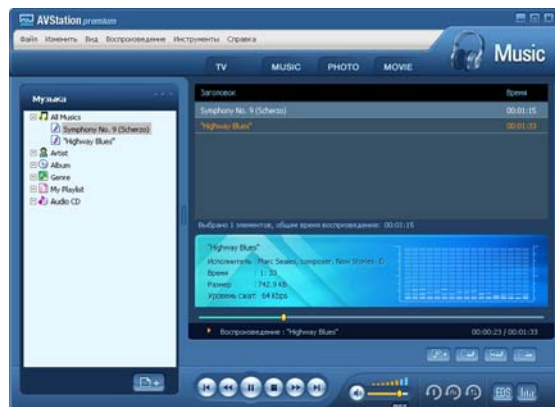 AVStation premium
Файл Изменить Вид Воспроизведение Инструменты Справка
TV MUSIC PHOTO MOVIE
Music
Музыка
All Musics
Symphony No. 9 (Scherzo)
"Highway Blues"
Artist
Album
Genre
My Playlist
Audio CD
Заголовок Время
Symphony No. 9 (Scherzo) 00:01:15
"Highway Blues" 00:01:33
Выбрано 1 элементов, общее время воспроизведения: 00:01:15
"Highway Blues"
Исполнитель : Marc Seales, composer. New Stories. E
Время : 1: 33
Размер : 742.9 KB
Уровень сжат: 64 kbps
Воспроизведение : "Highway Blues" 00:00:23 / 00:01:33
EDS